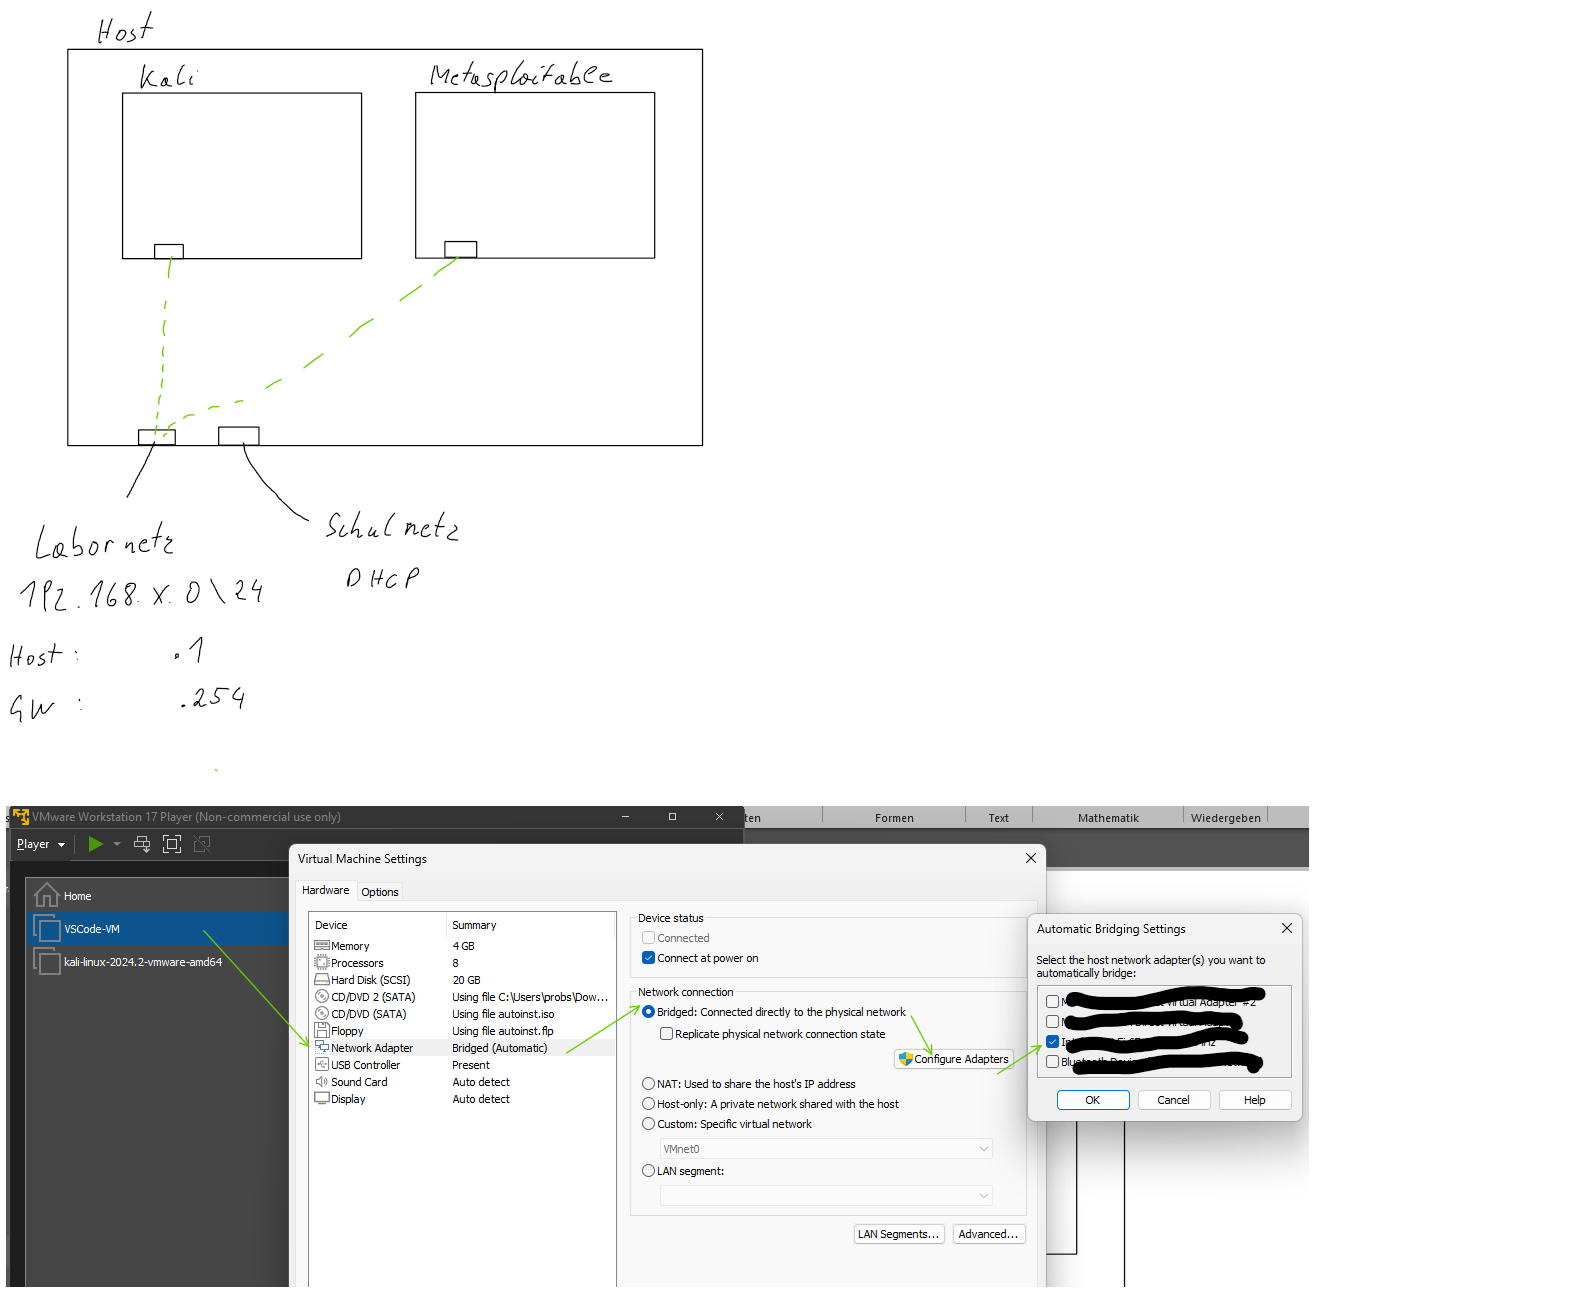 Host
Kali
Metasploitable
Labornetz
192.168.x.0\24
Host: .1
GW: .254
Schulnetz
DHCP
VMware Workstation 17 Player (Non-commercial use only)
Player
Home
VSCode-VM
kali-linux-2024.2-vmware-amd64
ten
Formen
Text
Mathematik
Wiedergeben
Virtual Machine Settings
Hardware
Options
Device Summary
Memory 4 GB
Processors 8
Hard Disk (SCSI) 20 GB
CD/DVD 2 (SATA) Using file C:\Users\probs\Dow...
CD/DVD (SATA) Using file autoinst.iso
Floppy Using file autoinst.flp
Network Adapter Bridged (Automatic)
USB Controller Present
Sound Card Auto detect
Display Auto detect
Device status
Connected
Connect at power on
Network connection
Bridged: Connected directly to the physical network
Replicate physical network connection state
Configure Adapters
NAT: Used to share the host's IP address
Host-only: A private network shared with the host
Custom: Specific virtual network
VMnet0
LAN segment:
LAN Segments...
Advanced...
Automatic Bridging Settings
Select the host network adapter(s) you want to
automatically bridge:
Virtual Adapter #2
OK
Cancel
Help